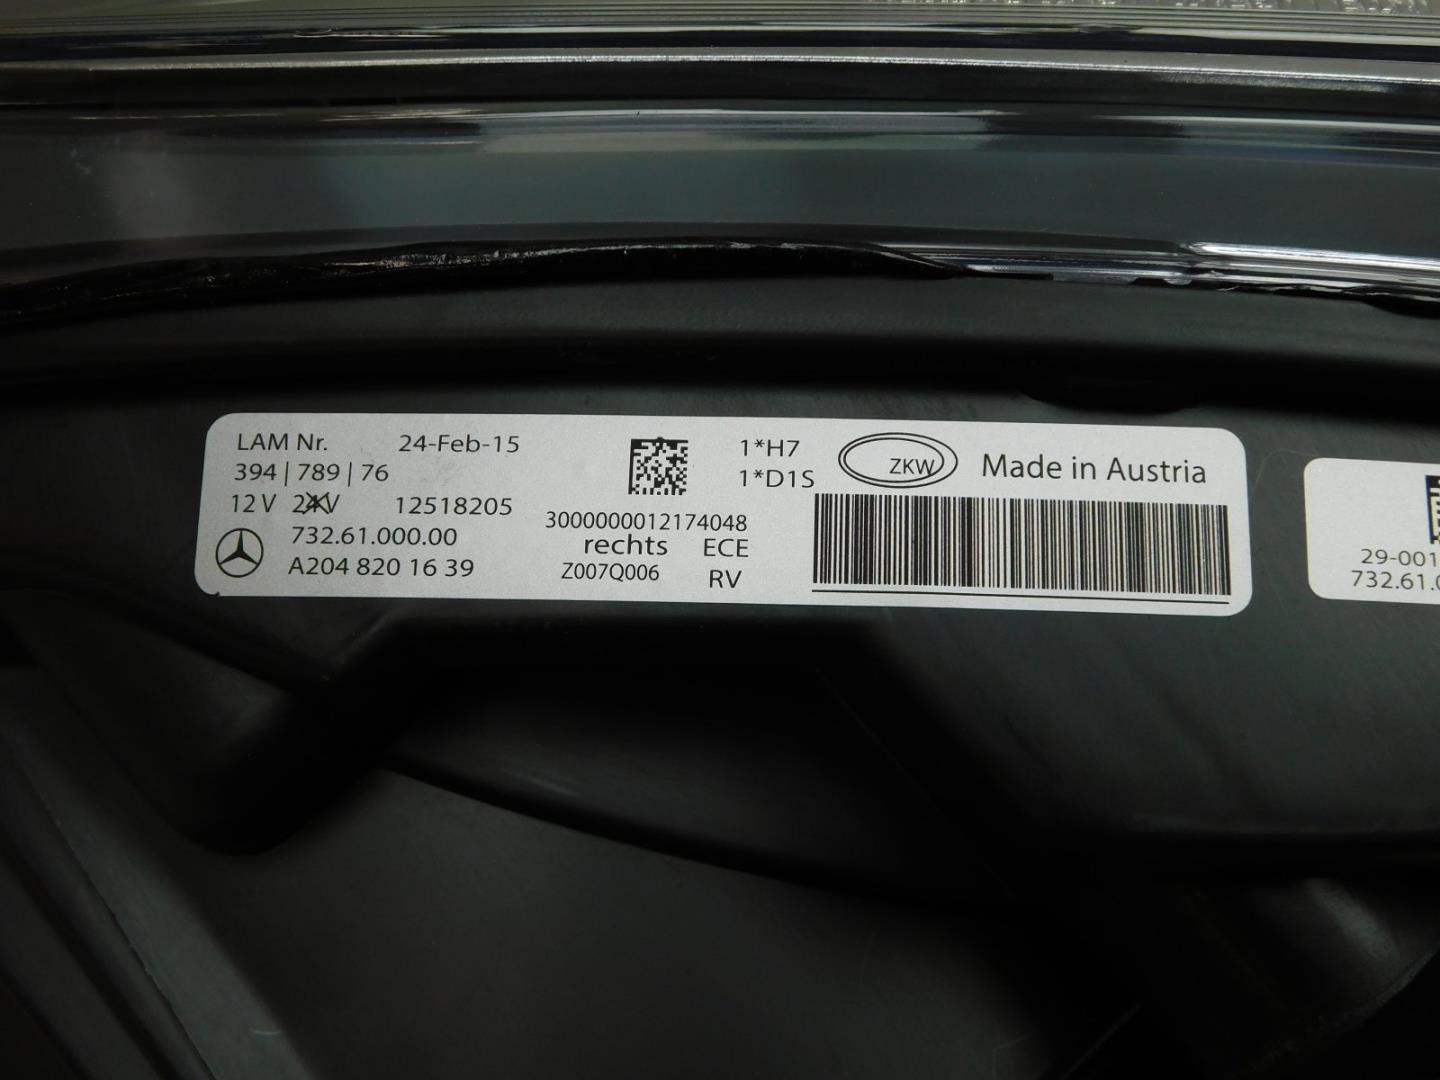 LAM Nr. 24-Feb-15
394 | 789 | 76
12 V 24V 12518205
732.61.000.00
A204 820 16 39
3000000012174048
rechts ECE
Z007Q006 RV
1*H7
1*D1S
ZKW
Made in Austria
29-001
732.61.0